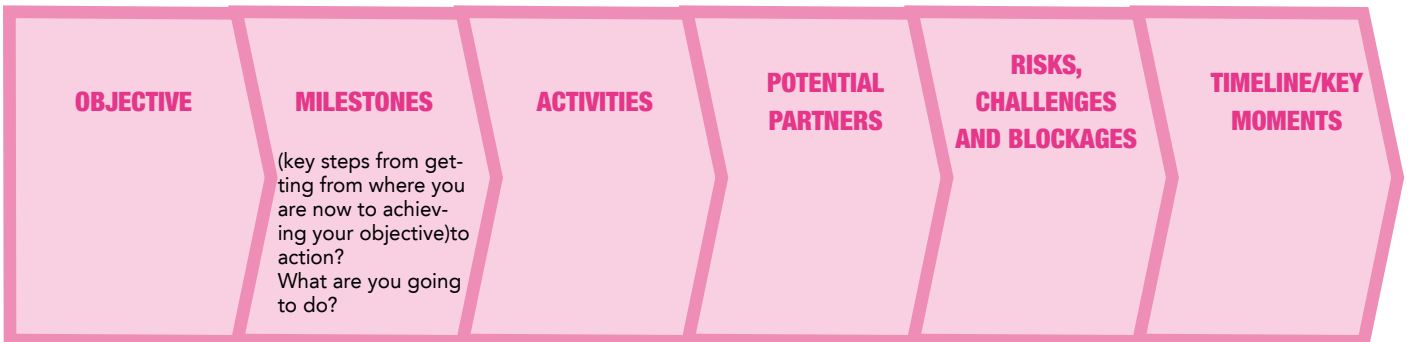 OBJECTIVE
MILESTONES
(key steps from get-
ting from where you
are now to achiev-
ing your objective)to
action?
What are you going
to do?
ACTIVITIES
POTENTIAL
PARTNERS
RISKS,
CHALLENGES
AND BLOCKAGES
TIMELINE/KEY
MOMENTS